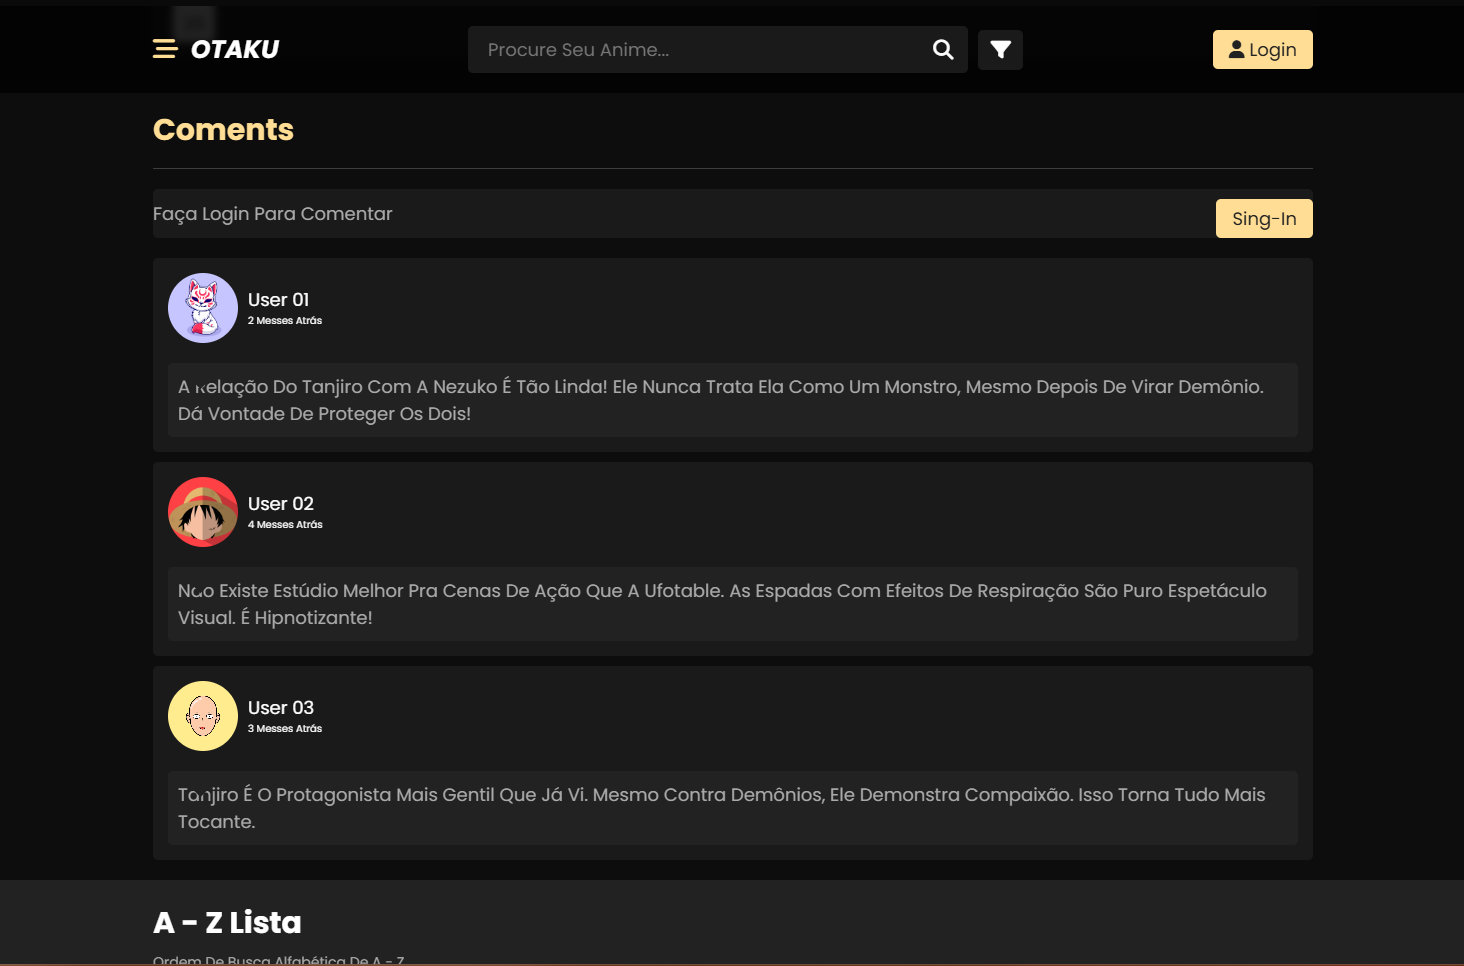 OTAKU
Procure Seu Anime...
Login
Coments
Faça Login Para Comentar
Sing-In
User 01
2 Messes Atrás
A Relação Do Tanjiro Com A Nezuko É Tão Linda! Ele Nunca Trata Ela Como Um Monstro, Mesmo Depois De Virar Demônio.
Dá Vontade De Proteger Os Dois!
User 02
4 Messes Atrás
Não Existe Estúdio Melhor Pra Cenas De Ação Que A Ufotable. As Espadas Com Efeitos De Respiração São Puro Espetáculo
Visual. É Hipnotizante!
User 03
3 Messes Atrás
Tanjiro É O Protagonista Mais Gentil Que Já Vi. Mesmo Contra Demônios, Ele Demonstra Compaixão. Isso Torna Tudo Mais
Tocante.
A - Z Lista
Ordem De Busca Alfabética De A - Z